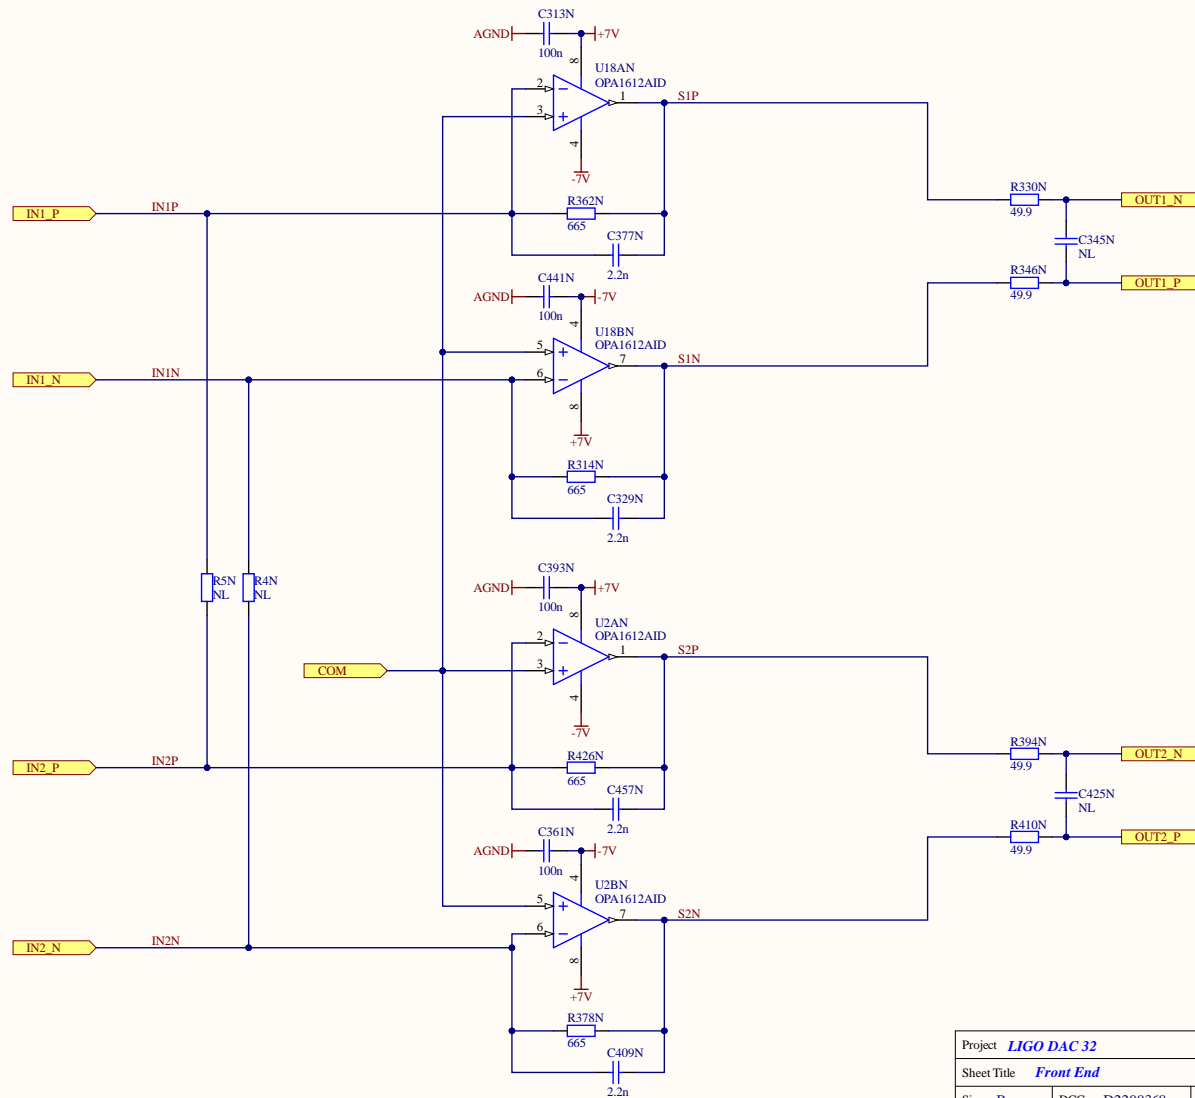 C313N
AGND
+7V
100n
8
U18AN
OPA1612AID
2
1
S1P
3
4
-7V
R330N
49.9
OUT1_N
IN1_P
IN1P
R362N
665
C377N
2.2n
C345N
NL
C441N
AGND
-7V
100n
R346N
49.9
OUT1_P
4
U18BN
OPA1612AID
5
7
S1N
6
IN1_N
IN1N
8
+7V
R314N
665
C329N
2.2n
C393N
AGND
+7V
100n
R5N
NL
R4N
NL
8
U2AN
OPA1612AID
2
1
S2P
COM
3
4
-7V
R394N
49.9
OUT2_N
IN2_P
IN2P
R426N
665
C457N
2.2n
C425N
NL
C361N
AGND
-7V
100n
R410N
49.9
OUT2_P
4
U2BN
OPA1612AID
5
7
S2N
6
IN2_N
IN2N
8
+7V
R378N
665
C409N
2.2n
Project LIGO DAC 32
Sheet Title Front End